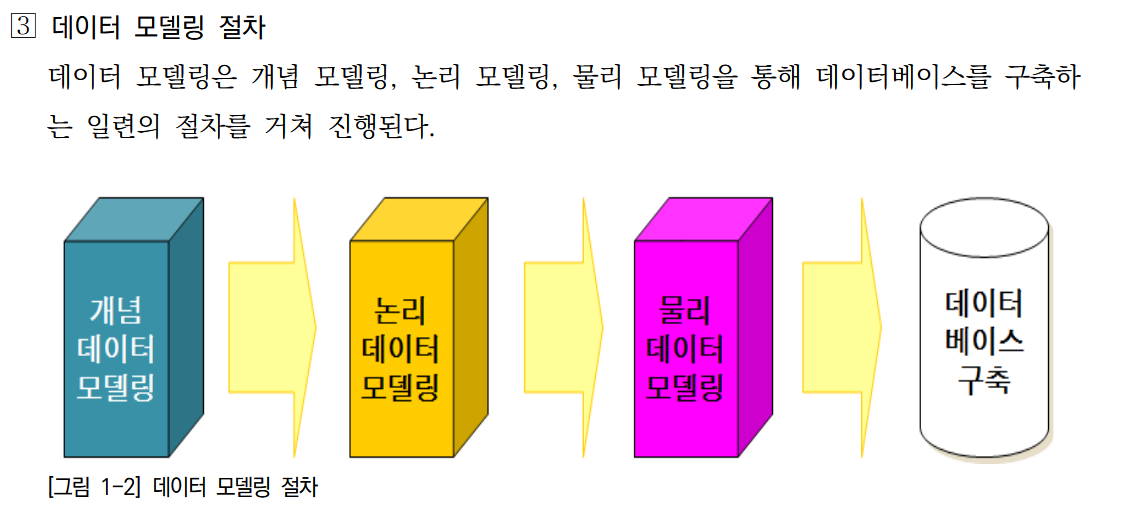 3 데이터 모델링 절차
데이터 모델링은 개념 모델링, 논리 모델링, 물리 모델링을 통해 데이터베이스를 구축하
는 일련의 절차를 거쳐 진행된다.
개념
데이터
모델링
논리
데이터
모델링
물리
데이터
모델링
데이터
베이스
구축
[그림 1-2] 데이터 모델링 절차